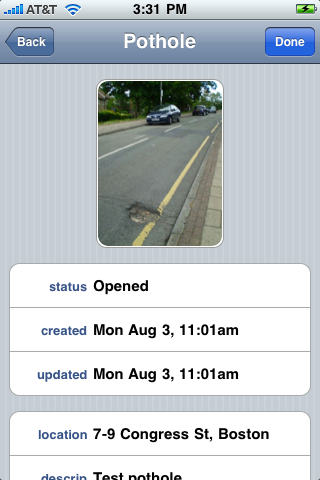 AT&T 3:31 PM
Back Pothole Done
status Opened
created Mon Aug 3, 11:01am
updated Mon Aug 3, 11:01am
location 7-9 Congress St, Boston
descrip Test pothole